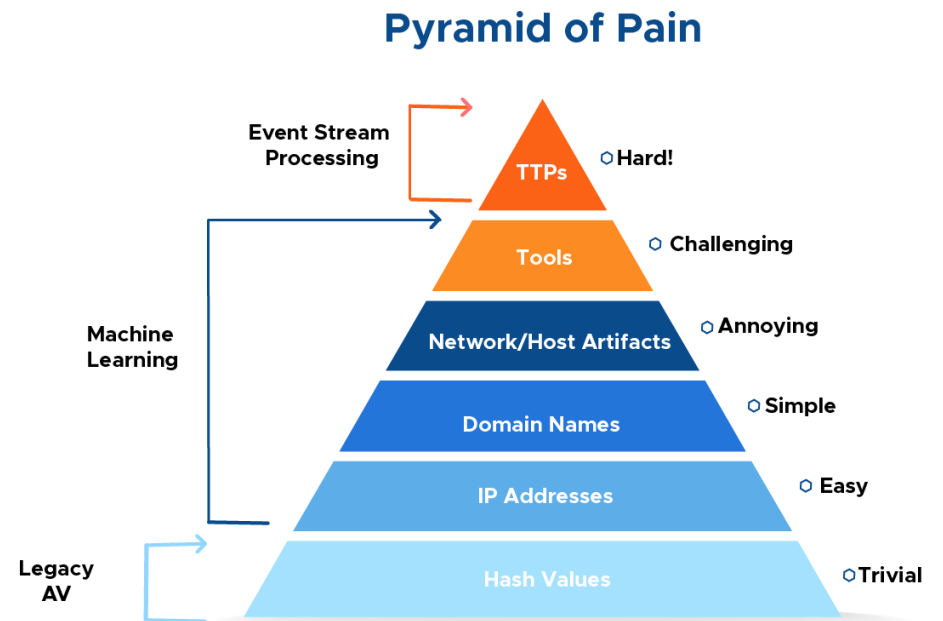 Pyramid of Pain
Event Stream
Processing
TTPs
Hard!
Tools
Challenging
Machine
Learning
Network/Host Artifacts
Annoying
Domain Names
Simple
IP Addresses
Easy
Legacy
AV
Hash Values
Trivial